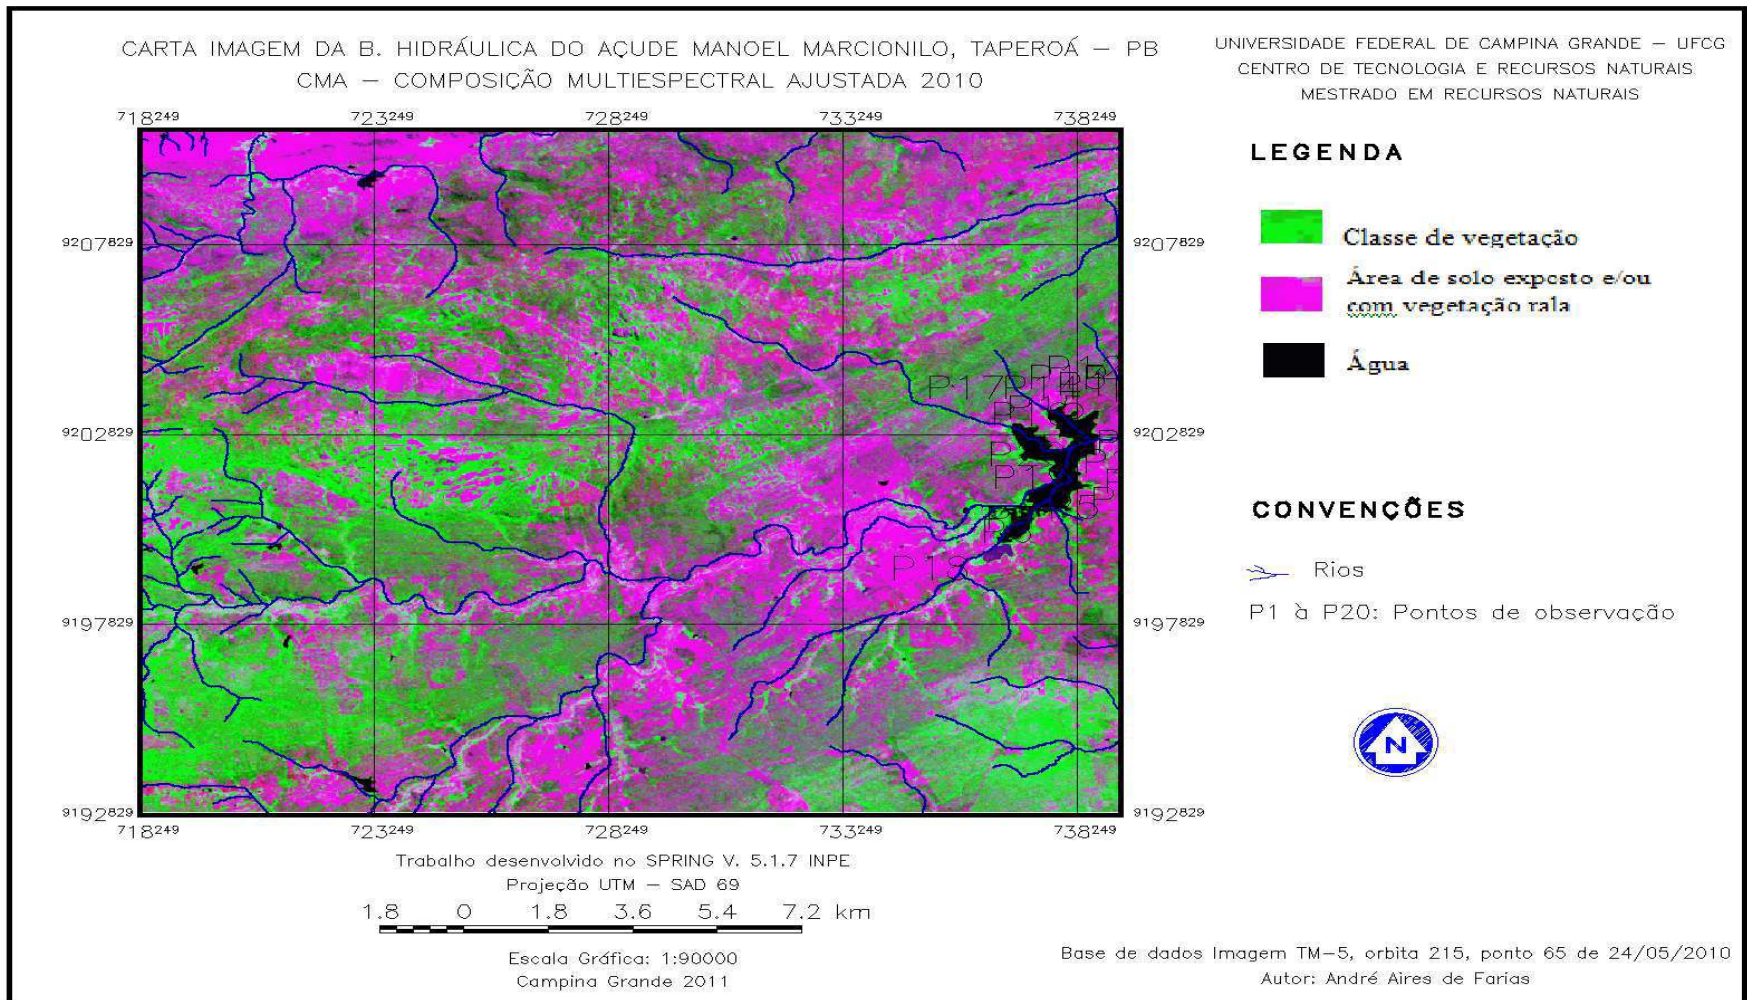 CARTA IMAGEM DA B. HIDRÁULICA DO AÇUDE MANOEL MARCIONILO, TAPEROÁ – PB
CMA – COMPOSIÇÃO MULTIESPECTRAL AJUSTADA 2010
UNIVERSIDADE FEDERAL DE CAMPINA GRANDE – UFCG
CENTRO DE TECNOLOGIA E RECURSOS NATURAIS
MESTRADO EM RECURSOS NATURAIS
718249 723249 728249 733249 738249
9207829 9207829
9202829 9202829
9197829 9197829
9192829 9192829
718249 723249 728249 733249 738249
P17
P18
LEGENDA
Classe de vegetação
Área de solo exposto e/ou
com vegetação rala
Água
CONVENÇÕES
Rios
P1 à P20: Pontos de observação
N
Trabalho desenvolvido no SPRING V. 5.1.7 INPE
Projeção UTM – SAD 69
1.8 0 1.8 3.6 5.4 7.2 km
Escala Gráfica: 1:90000
Campina Grande 2011
Base de dados Imagem TM–5, orbita 215, ponto 65 de 24/05/2010
Autor: André Aires de Farias